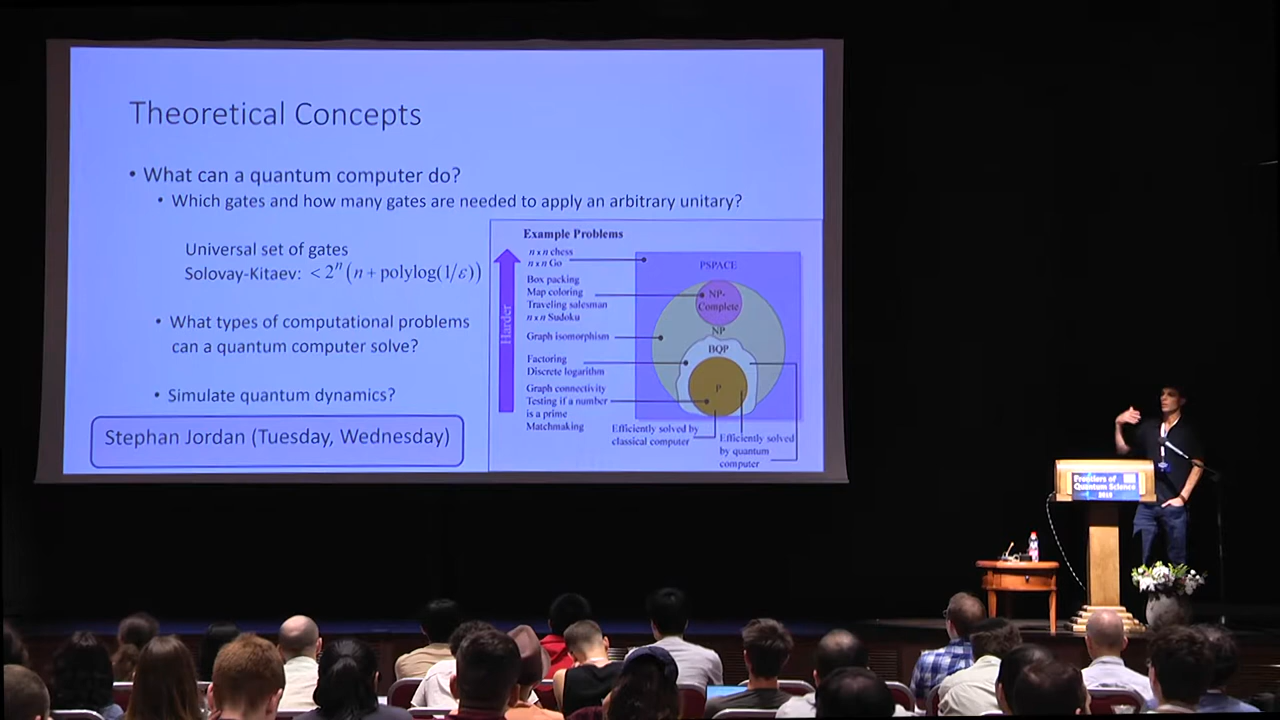 Theoretical Concepts
• What can a quantum computer do?
• Which gates and how many gates are needed to apply an arbitrary unitary?
Universal set of gates
Solovay-Kitaev: < 2ⁿ (n + polylog(1/ε))
• What types of computational problems
can a quantum computer solve?
• Simulate quantum dynamics?
Stephan Jordan (Tuesday, Wednesday)
Example Problems
Harder
n x n chess
n x n Go
Box packing
Map coloring
Traveling salesman
n x n Sudoku
Graph isomorphism
Factoring
Discrete logarithm
Graph connectivity
Testing if a number
is a prime
Matchmaking
PSPACE
NP-
Complete
NP
BQP
P
Efficiently solved by
classical computer
Efficiently solved
by quantum
computer
Frontiers of
Quantum Science